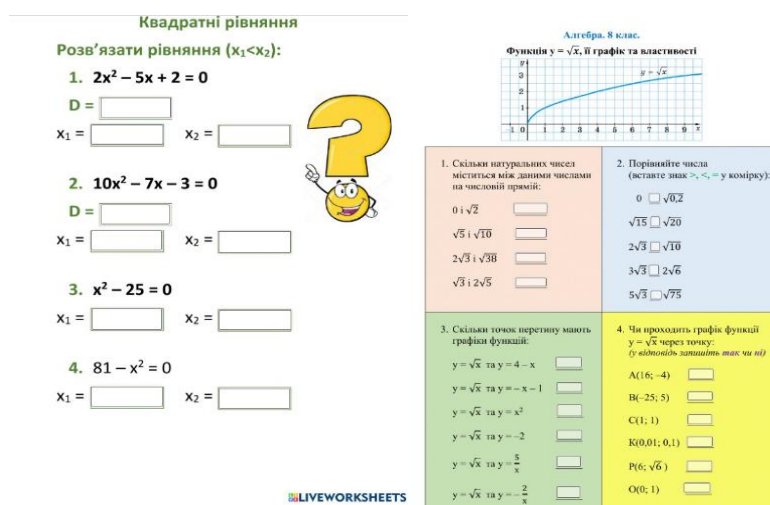 Квадратні рівняння
Розв’язати рівняння (x₁<x₂):
1. 2x² – 5x + 2 = 0
D =
x₁ = x₂ =
2. 10x² – 7x – 3 = 0
D =
x₁ = x₂ =
3. x² – 25 = 0
x₁ = x₂ =
4. 81 – x² = 0
x₁ = x₂ =
LIVEWORKSHEETS
Алгебра. 8 клас.
Функція y = √x, її графік та властивості
y
3
2
1
y = √x
-1 0 1 2 3 4 5 6 7 8 9 x
1. Скільки натуральних чисел
міститься між даними числами
на числовій прямій:
0 і √2
√5 і √10
2√3 і √38
√3 і 2√5
2. Порівняйте числа
(вставте знак >, <, = у комірку):
0 √0,2
√15 √20
2√3 √10
3√3 2√6
5√3 √75
3. Скільки точок перетину мають
графіки функцій:
y = √x та y = 4 – x
y = √x та y = – x – 1
y = √x та y = x²
y = √x та y = –2
y = √x та y = 5/x
y = √x та y = – 2/x
4. Чи проходить графік функції
y = √x через точку:
(у відповідь запишіть так чи ні)
A(16; –4)
B(–25; 5)
C(1; 1)
K(0,01; 0,1)
P(6; √6 )
O(0; 1)